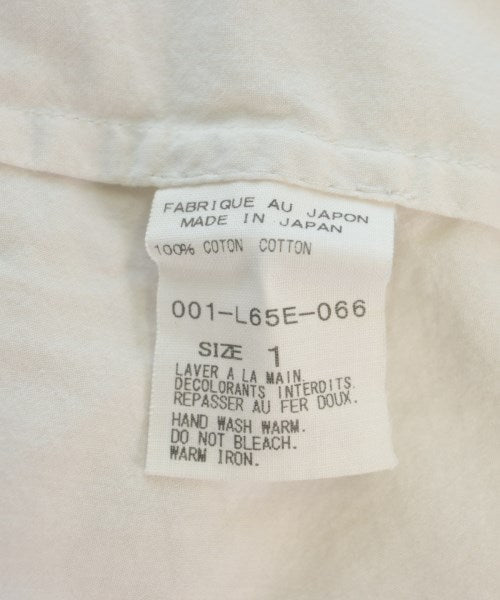 FABRIQUE AU JAPON
MADE IN JAPAN
100% COTON COTTON
001-L65E-066
SIZE 1
LAVER A LA MAIN.
DECOLORANTS INTERDITS.
REPASSER AU FER DOUX.
HAND WASH WARM.
DO NOT BLEACH.
WARM IRON.